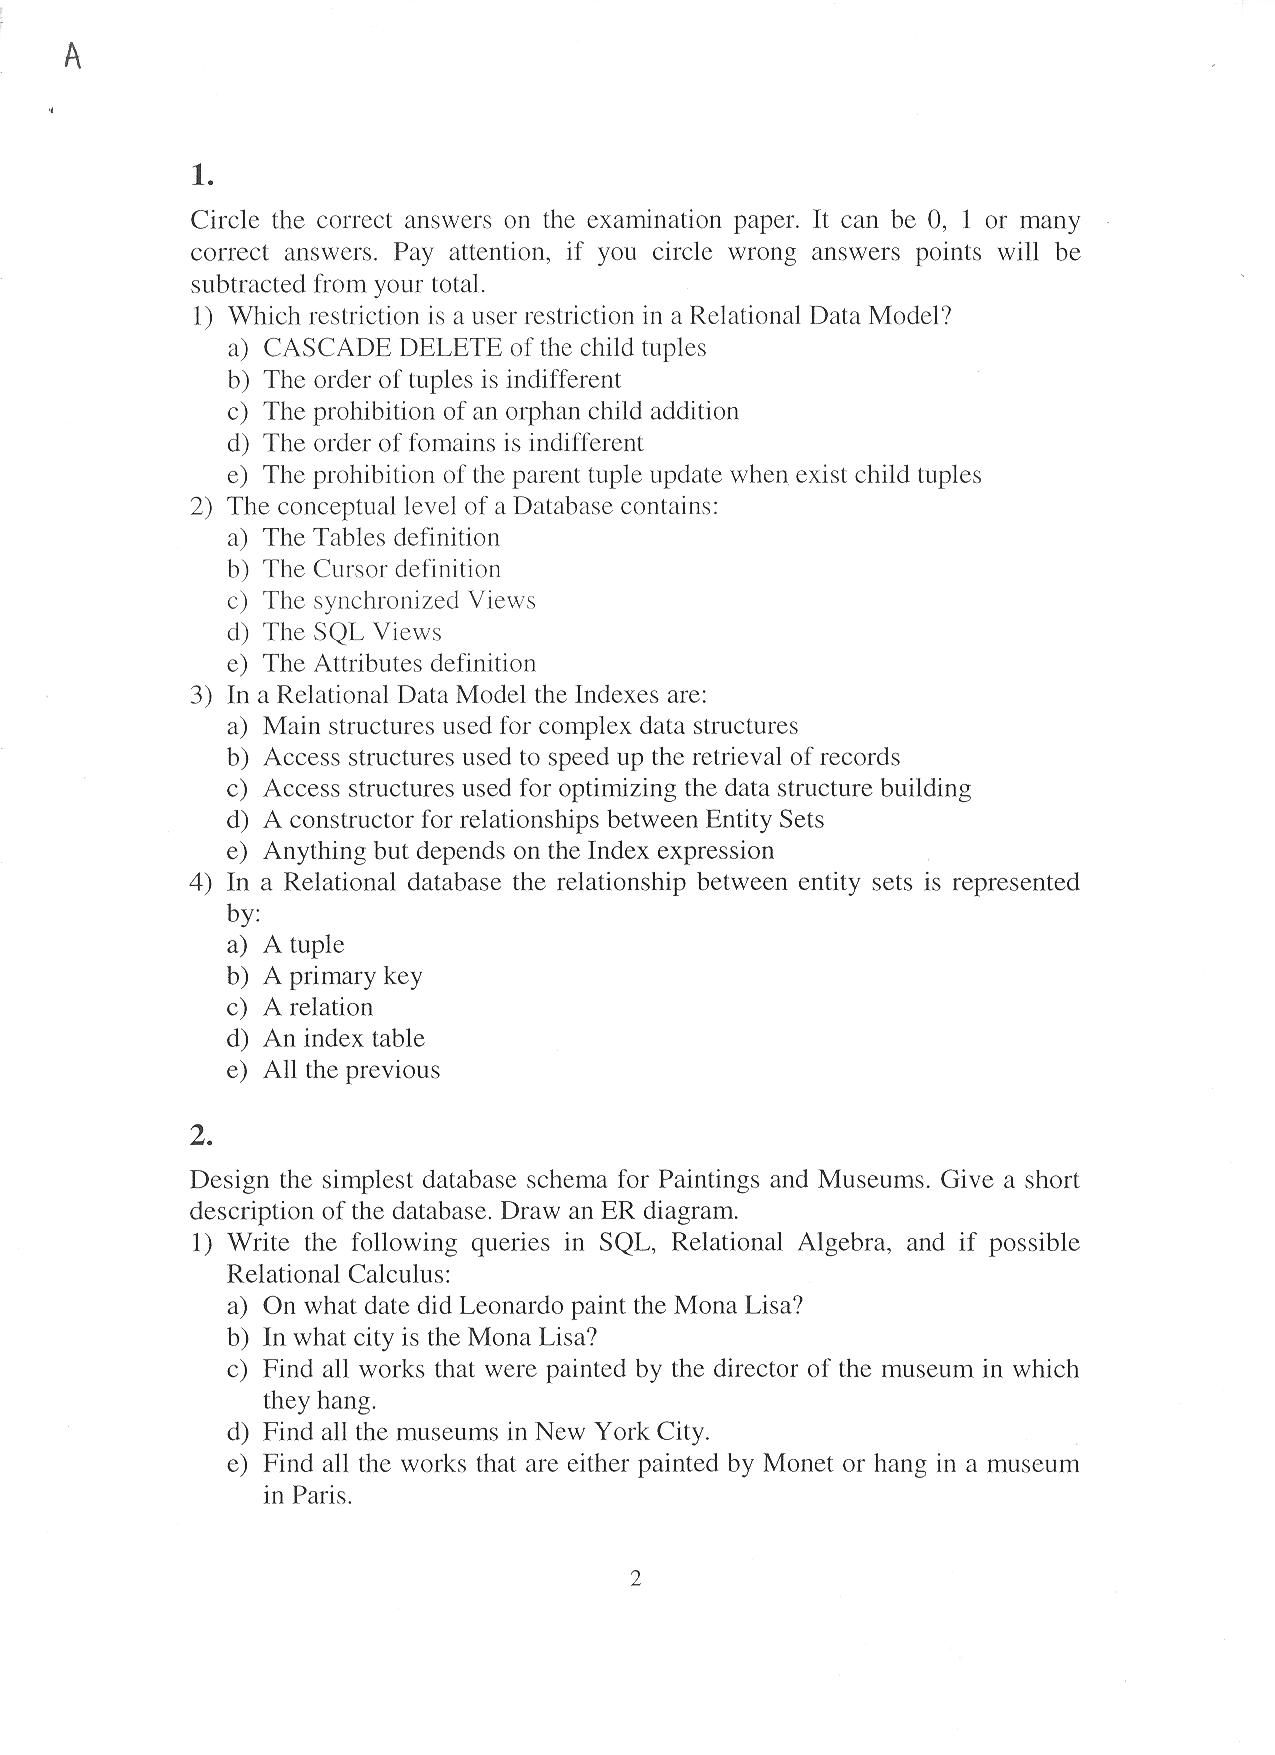 A
1.
Circle the correct answers on the examination paper. It can be 0, 1 or many
correct answers. Pay attention, if you circle wrong answers points will be
subtracted from your total.
1) Which restriction is a user restriction in a Relational Data Model?
a) CASCADE DELETE of the child tuples
b) The order of tuples is indifferent
c) The prohibition of an orphan child addition
d) The order of fomains is indifferent
e) The prohibition of the parent tuple update when exist child tuples
2) The conceptual level of a Database contains:
a) The Tables definition
b) The Cursor definition
c) The synchronized Views
d) The SQL Views
e) The Attributes definition
3) In a Relational Data Model the Indexes are:
a) Main structures used for complex data structures
b) Access structures used to speed up the retrieval of records
c) Access structures used for optimizing the data structure building
d) A constructor for relationships between Entity Sets
e) Anything but depends on the Index expression
4) In a Relational database the relationship between entity sets is represented
by:
a) A tuple
b) A primary key
c) A relation
d) An index table
e) All the previous
2.
Design the simplest database schema for Paintings and Museums. Give a short
description of the database. Draw an ER diagram.
1) Write the following queries in SQL, Relational Algebra, and if possible
Relational Calculus:
a) On what date did Leonardo paint the Mona Lisa?
b) In what city is the Mona Lisa?
c) Find all works that were painted by the director of the museum in which
they hang.
d) Find all the museums in New York City.
e) Find all the works that are either painted by Monet or hang in a museum
in Paris.
2